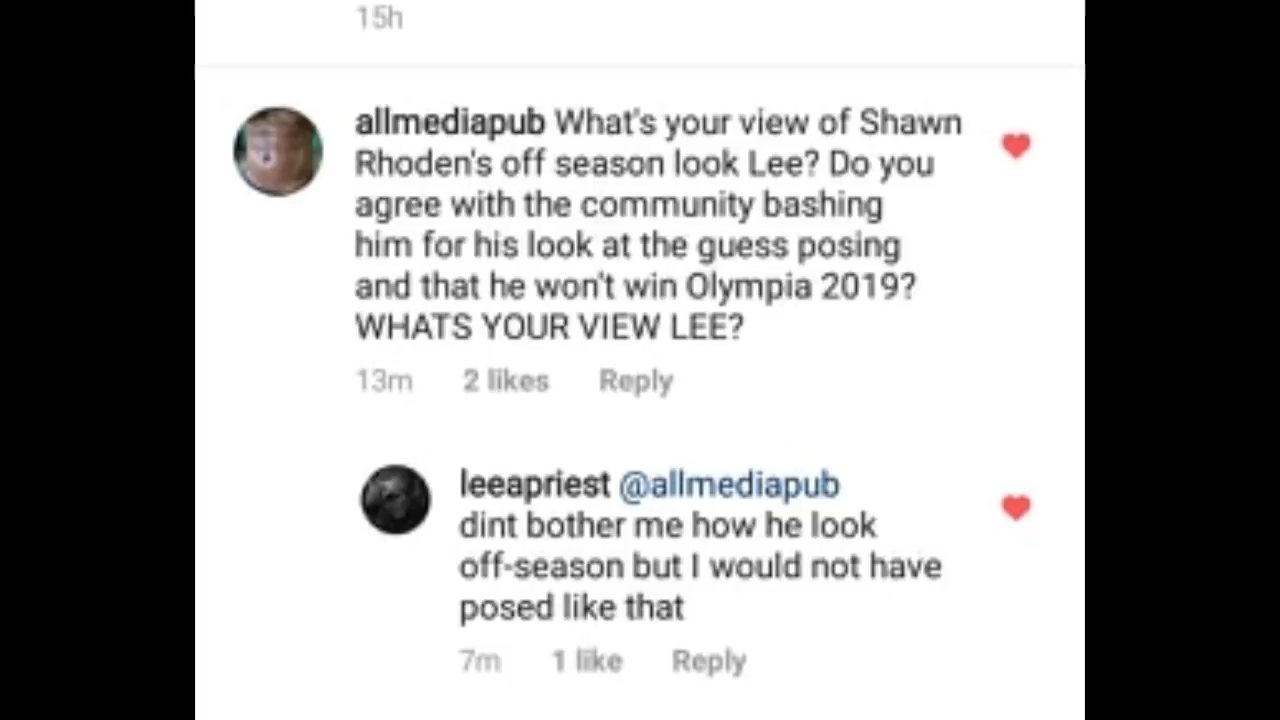 15h
allmediapub What's your view of Shawn
Rhoden's off season look Lee? Do you
agree with the community bashing
him for his look at the guess posing
and that he won't win Olympia 2019?
WHATS YOUR VIEW LEE?
13m 2 likes Reply
leeapriest @allmediapub
dint bother me how he look
off-season but I would not have
posed like that
7m 1 like Reply